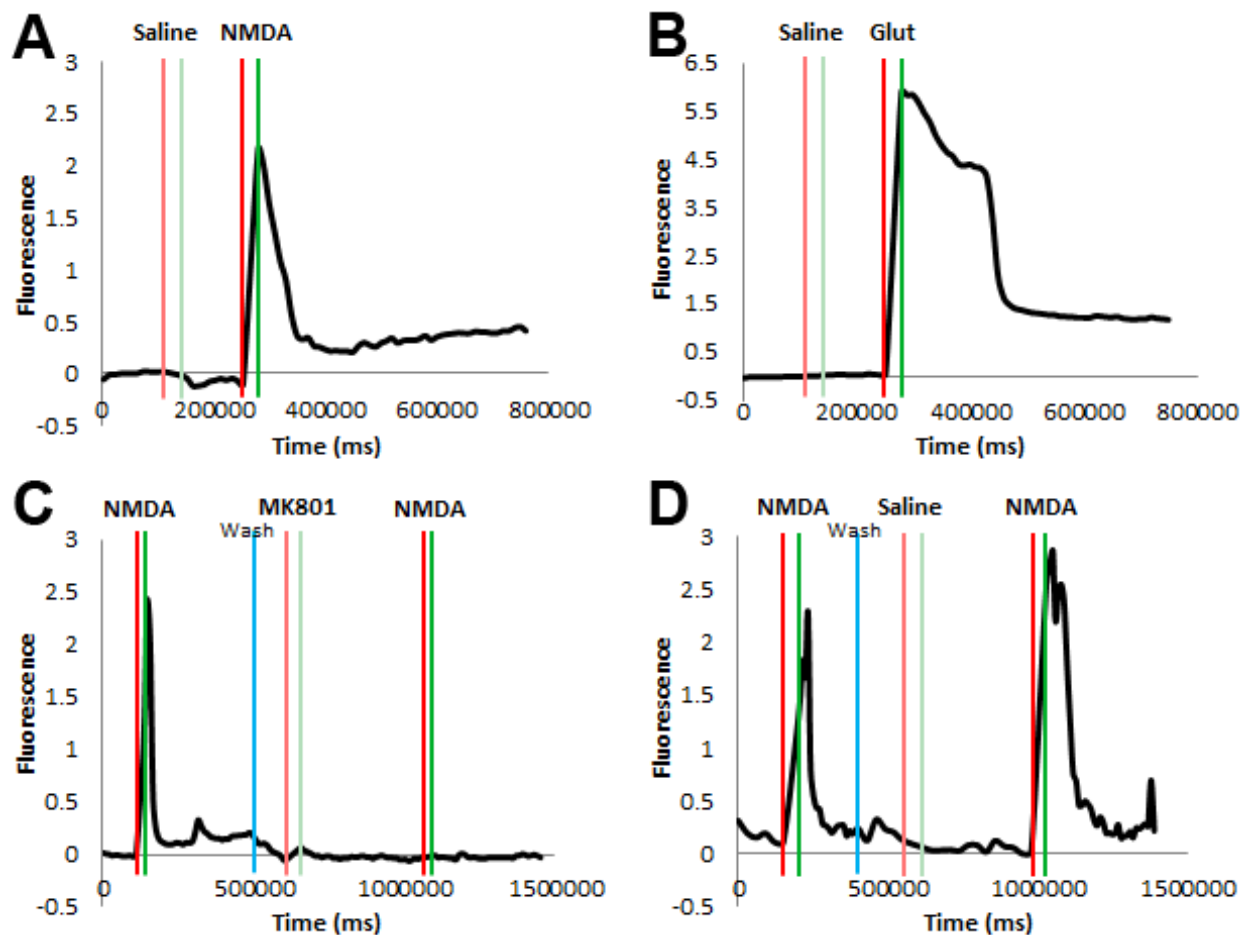 A
Saline NMDA
3
2.5
2
1.5
1
0.5
0
-0.5
Fluorescence
0 200000 400000 600000 800000
Time (ms)
B
Saline Glut
6.5
5.5
4.5
3.5
2.5
1.5
0.5
-0.5
Fluorescence
0 200000 400000 600000 800000
Time (ms)
C
NMDA MK801 NMDA
Wash
3
2.5
2
1.5
1
0.5
0
-0.5
Fluorescence
0 500000 1000000 1500000
Time (ms)
D
NMDA Saline NMDA
Wash
3
2.5
2
1.5
1
0.5
0
-0.5
Fluorescence
0 500000 1000000 1500000
Time (ms)